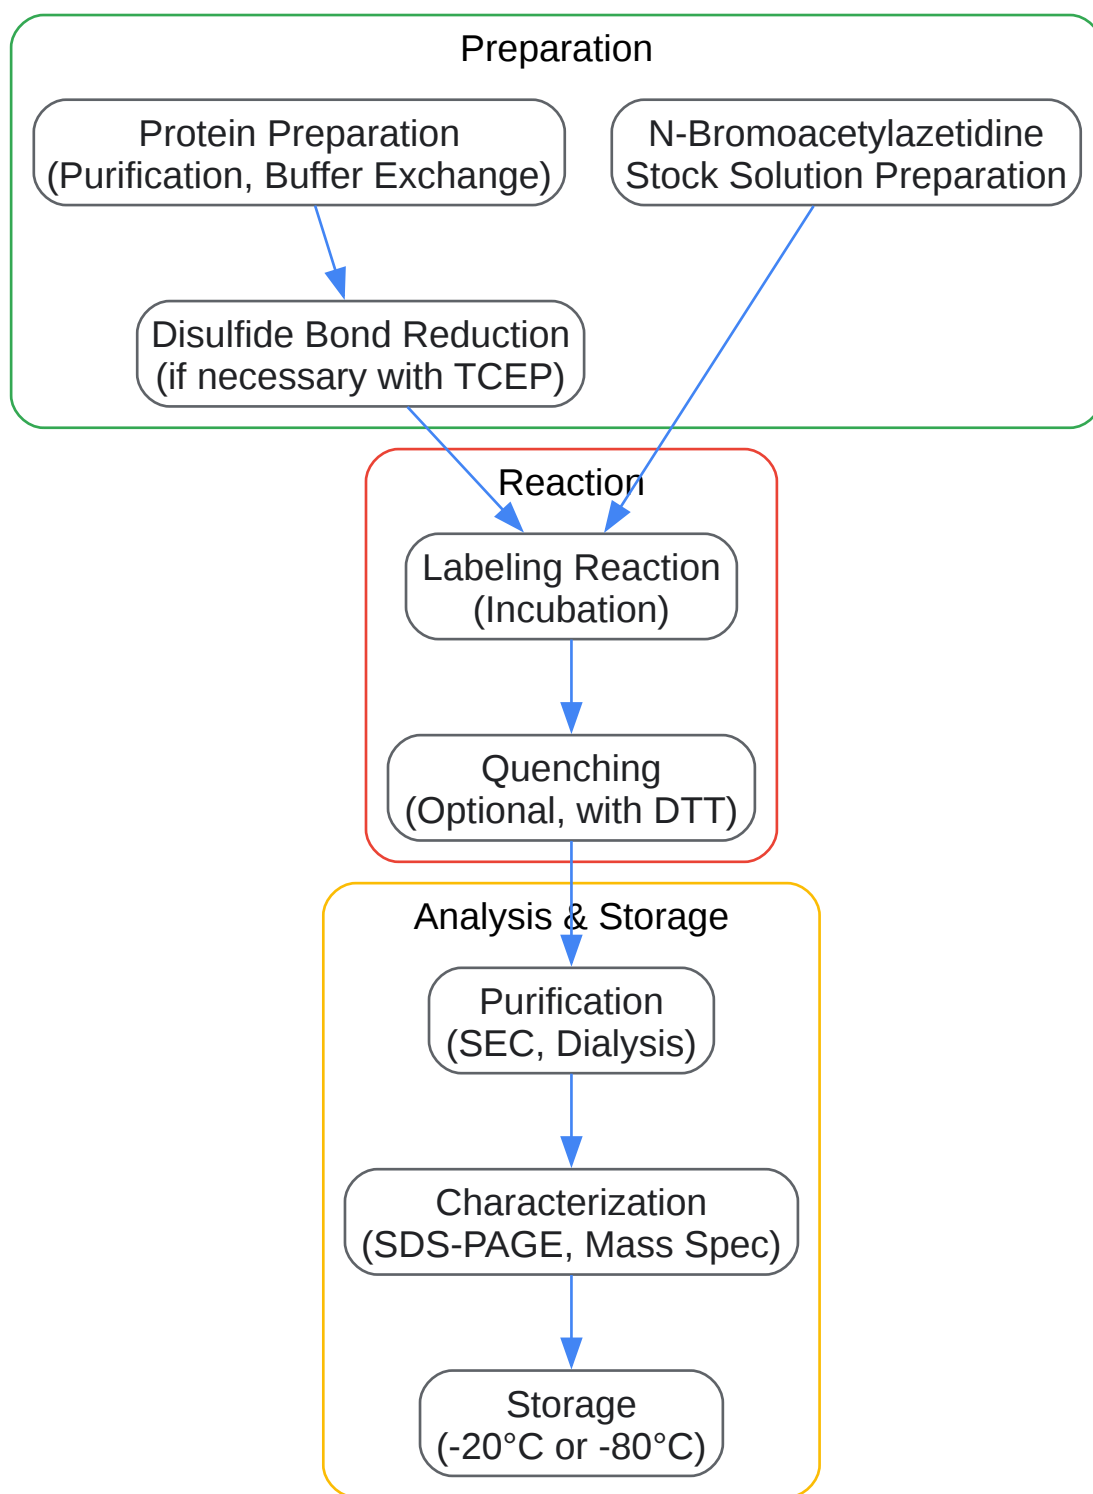 Preparation
Protein Preparation
(Purification, Buffer Exchange)
N-Bromoacetylazetidine
Stock Solution Preparation
Disulfide Bond Reduction
(if necessary with TCEP)
Reaction
Labeling Reaction
(Incubation)
Quenching
(Optional, with DTT)
Analysis & Storage
Purification
(SEC, Dialysis)
Characterization
(SDS-PAGE, Mass Spec)
Storage
(-20°C or -80°C)